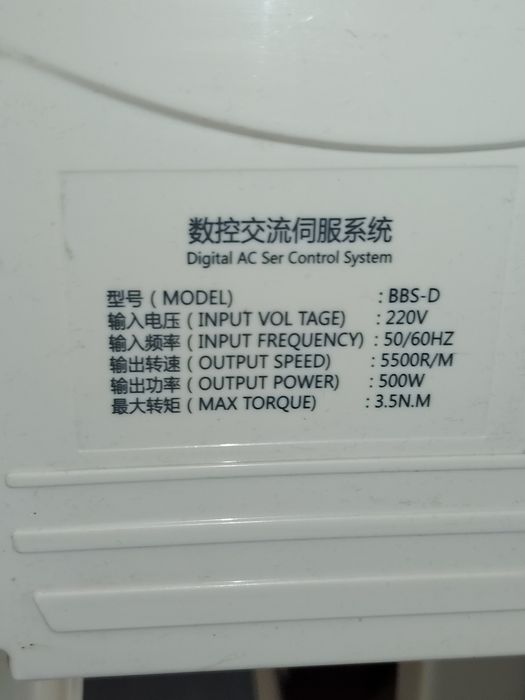 数控交流伺服系统
Digital AC Ser Control System
型号 ( MODEL) : BBS-D
输入电压 ( INPUT VOL TAGE) : 220V
输入频率 ( INPUT FREQUENCY) : 50/60HZ
输出转速 ( OUTPUT SPEED) : 5500R/M
输出功率 ( OUTPUT POWER) : 500W
最大转矩 ( MAX TORQUE) : 3.5N.M